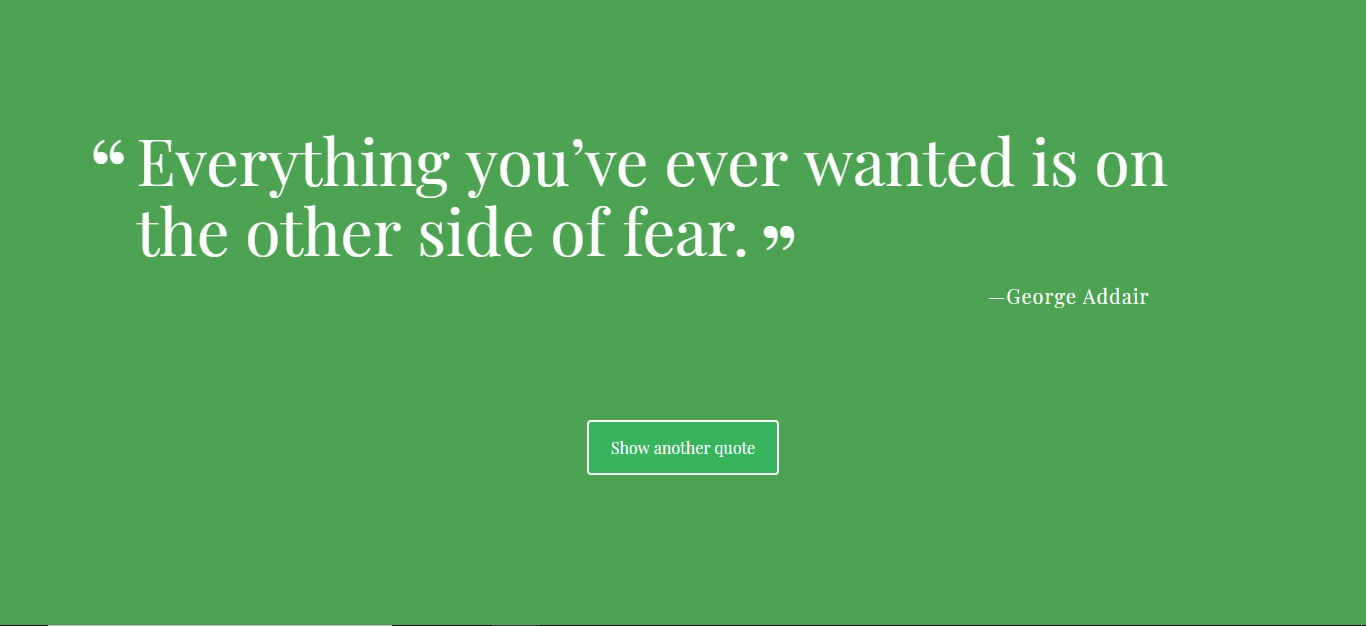 “ Everything you’ve ever wanted is on
the other side of fear. ”
—George Addair
Show another quote